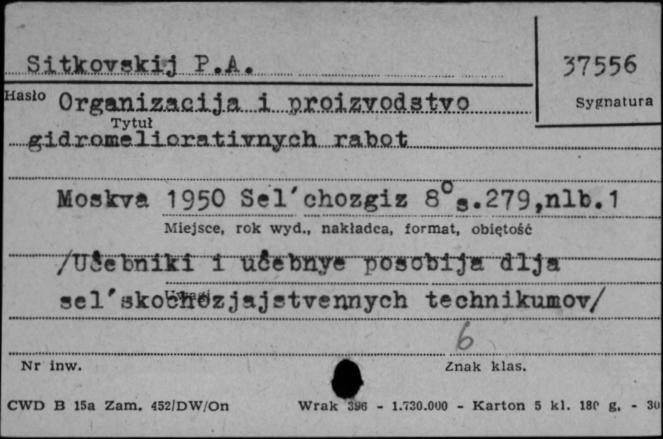 Sitkovskij P.A.
37556
Hasło
Sygnatura
Organizacija i proizvodstvo
Tytuł
gidromeliorativnych rabot
Moskva 1950 Sel'chozgiz 8° s.279,nlb.1
Miejsce, rok wyd., nakładca, format, objętość
/Učebniki i učebnye posobija dlja
Uwagi
sel'skochozjajstvennych technikumov/
6
Nr inw.
Znak klas.
CWD B 15a Zam. 452/DW/On
Wrak 396 - 1.730.000 - Karton 5 kl. 180 g. - 30